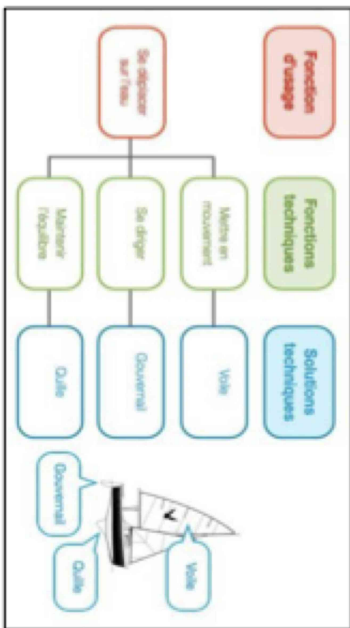 Fonction
d'usage
Fonctions
techniques
Solutions
techniques
Mettre en
mouvement
Voile
Se déplacer
sur l'eau
Se diriger
Gouvernail
Maintenir
l'équilibre
Quille
Voile
Gouvernail
Quille